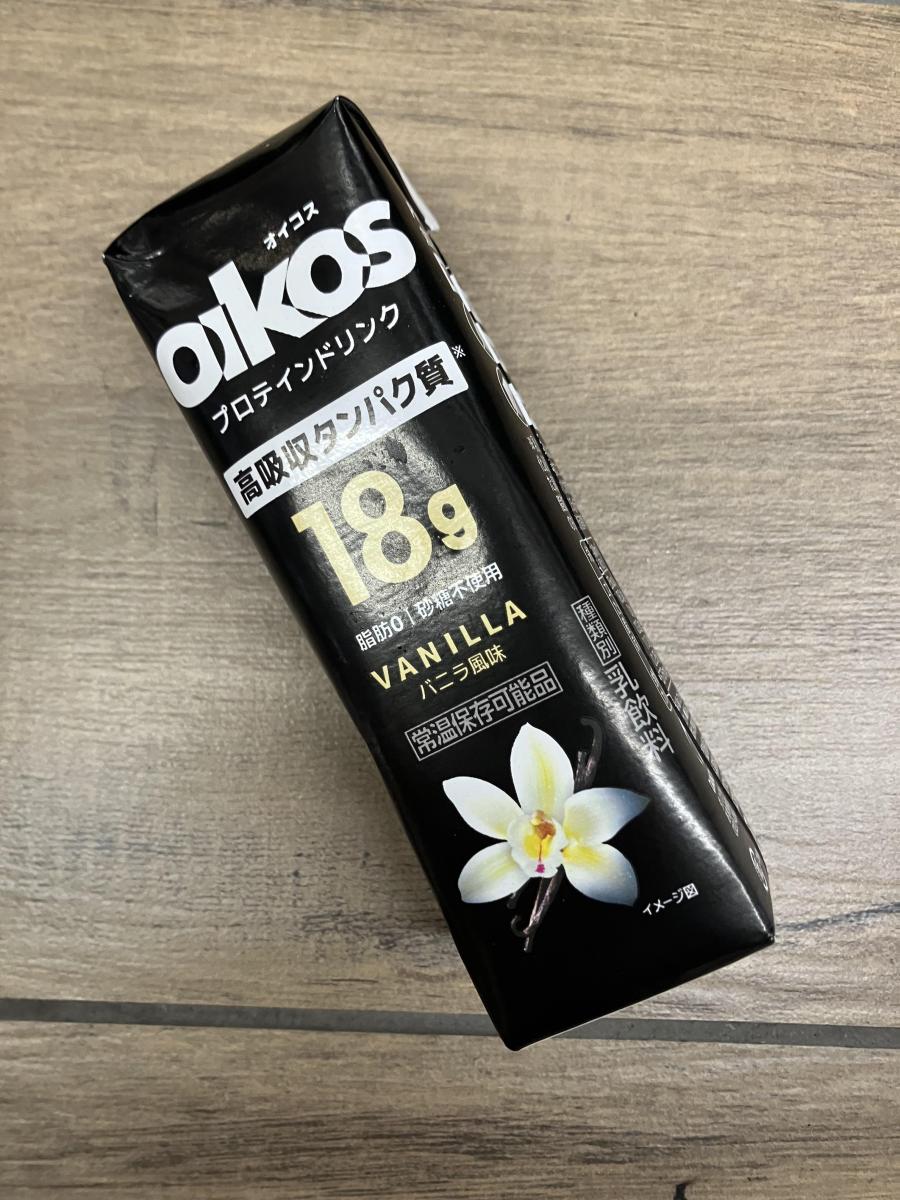 オイコス
oikos
プロテインドリンク
高吸収タンパク質※
18g
脂肪0 | 砂糖不使用
VANILLA
バニラ風味
常温保存可能品
種類別 乳飲料
イメージ図